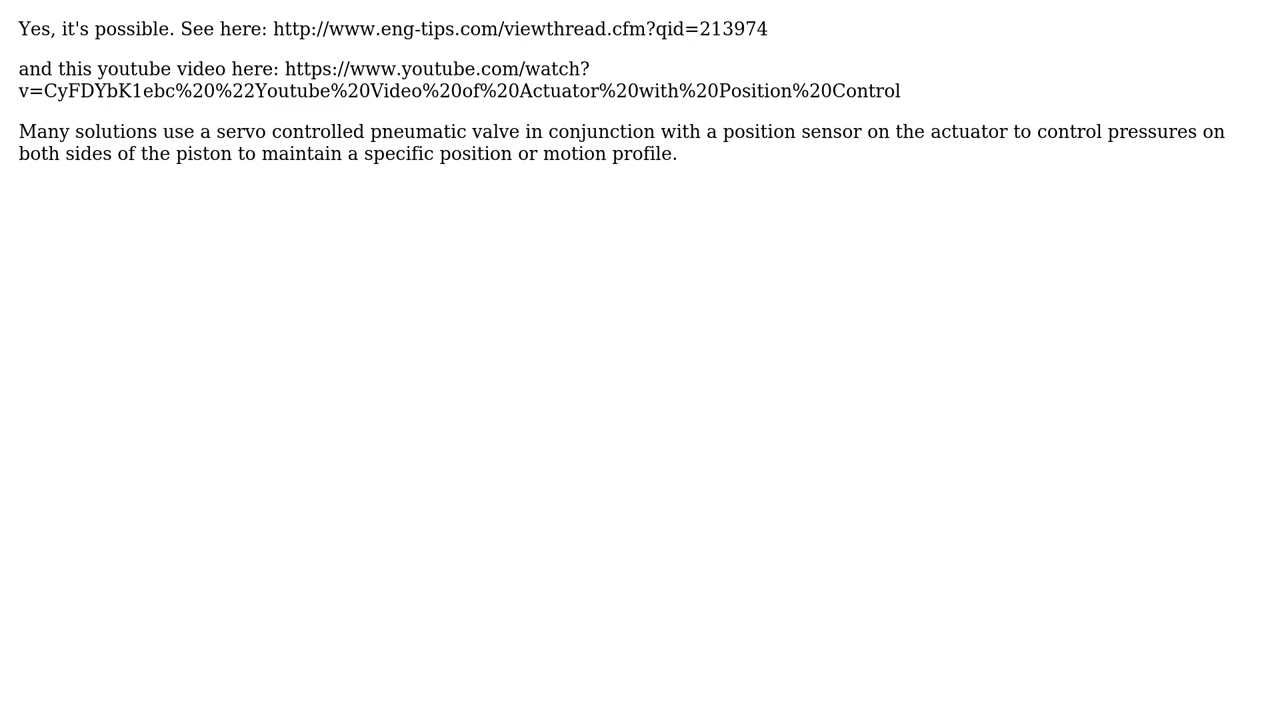 Yes, it's possible. See here: http://www.eng-tips.com/viewthread.cfm?qid=213974
and this youtube video here: https://www.youtube.com/watch?
v=CyFDYbK1ebc%20%22Youtube%20Video%20of%20Actuator%20with%20Position%20Control
Many solutions use a servo controlled pneumatic valve in conjunction with a position sensor on the actuator to control pressures on
both sides of the piston to maintain a specific position or motion profile.